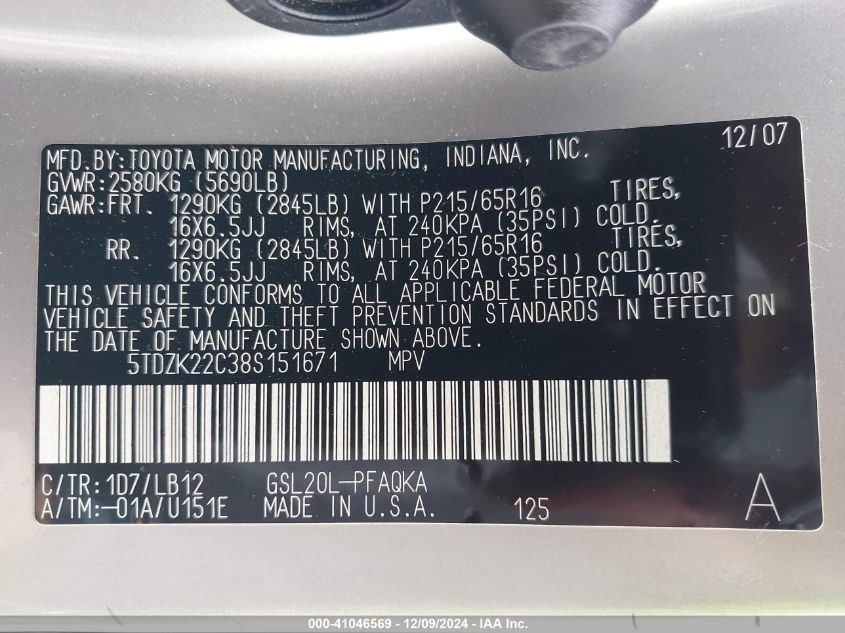 12/07
MFD.BY:TOYOTA MOTOR MANUFACTURING, INDIANA, INC.
GVWR:2580KG (5690LB)
GAWR:FRT. 1290KG (2845LB) WITH P215/65R16 TIRES,
16X6.5JJ RIMS, AT 240KPA (35PSI) COLD.
RR. 1290KG (2845LB) WITH P215/65R16 TIRES,
16X6.5JJ RIMS, AT 240KPA (35PSI) COLD.
THIS VEHICLE CONFORMS TO ALL APPLICABLE FEDERAL MOTOR
VEHICLE SAFETY AND THEFT PREVENTION STANDARDS IN EFFECT ON
THE DATE OF MANUFACTURE SHOWN ABOVE.
5TDZK22C38S151671 MPV
C/TR:1D7/LB12 GSL20L-PFAQKA
A/TM:-01A/U151E MADE IN U.S.A. 125 A
000-41046569 - 12/09/2024 - IAA Inc.